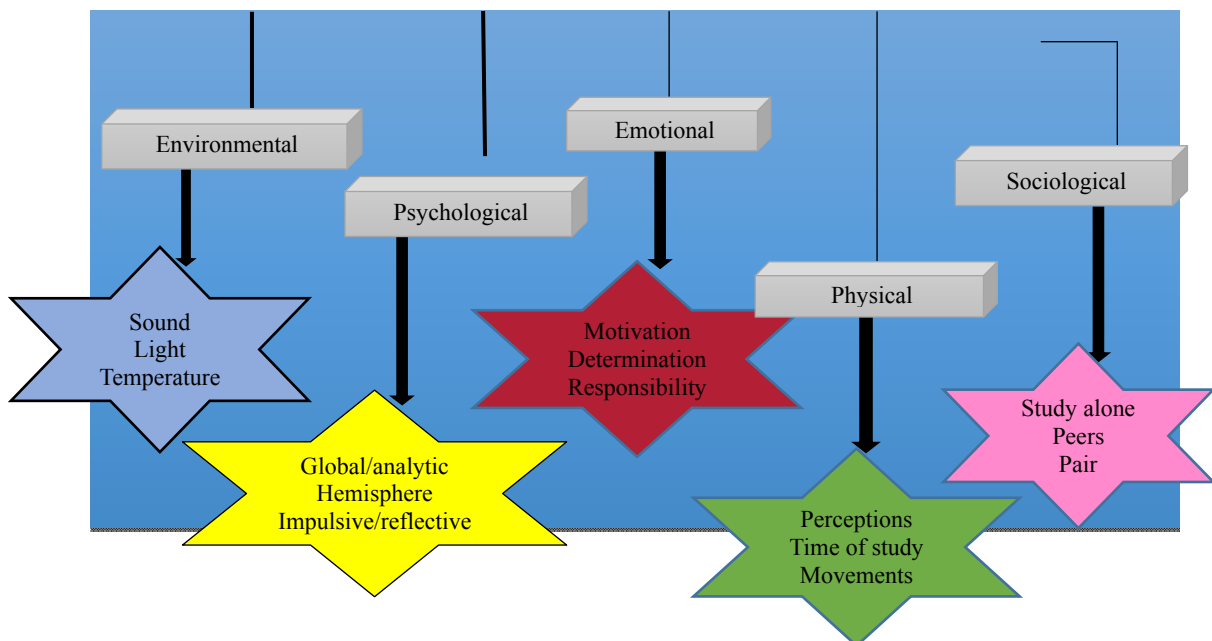 Environmental
Sound
Light
Temperature
Psychological
Global/analytic
Hemisphere
Impulsive/reflective
Emotional
Motivation
Determination
Responsibility
Physical
Perceptions
Time of study
Movements
Sociological
Study alone
Peers
Pair